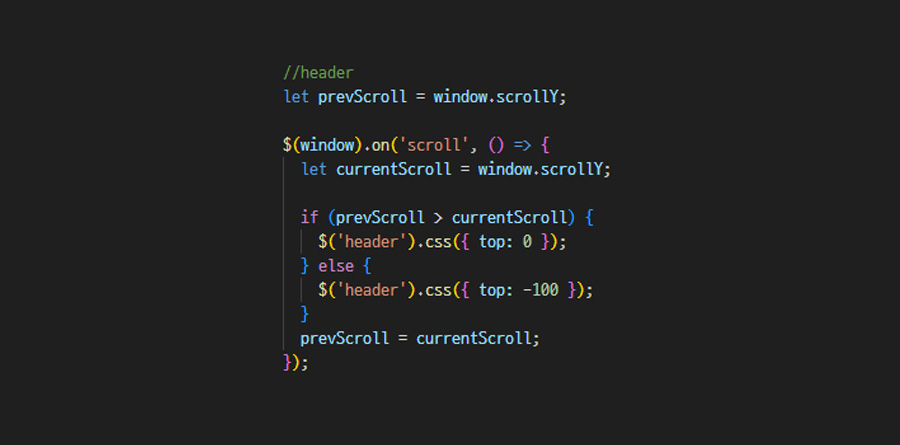 //header
let prevScroll = window.scrollY;

$(window).on('scroll', () => {
  let currentScroll = window.scrollY;

  if (prevScroll > currentScroll) {
    $('header').css({ top: 0 });
  } else {
    $('header').css({ top: -100 });
  }
  prevScroll = currentScroll;
});